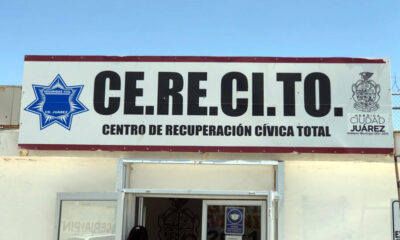 CE.RE.CI.TO.
CENTRO DE RECUPERACIÓN CÍVICA TOTAL
CIUDAD
JUÁREZ